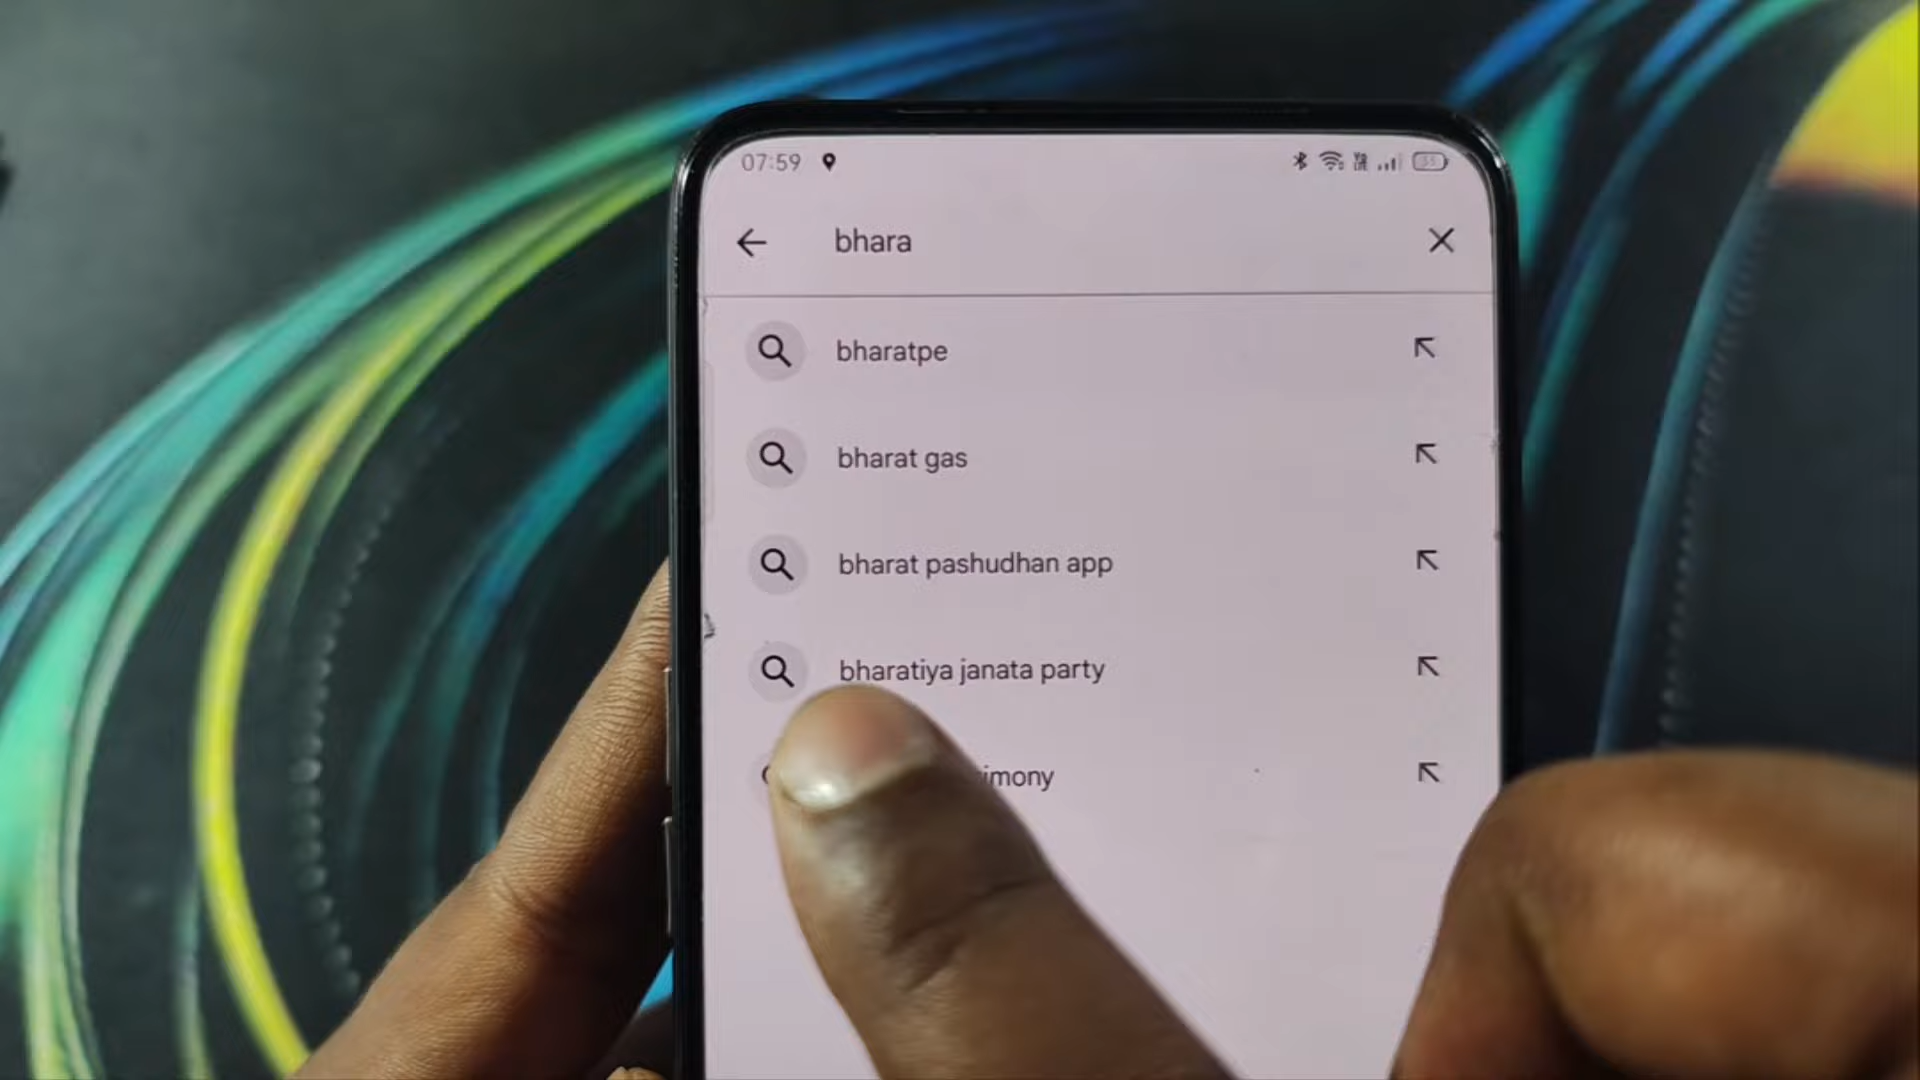 07:59
bhara
bharatpe
bharat gas
bharat pashudhan app
bharatiya janata party